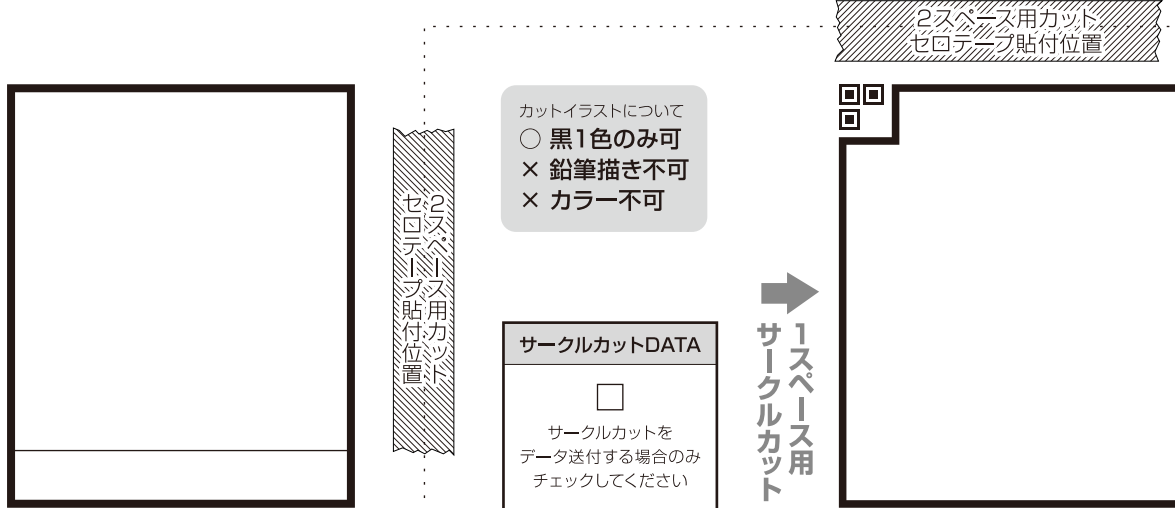 2スペース用カット
セロテープ貼付位置
カットイラストについて
○ 黒1色のみ可
× 鉛筆描き不可
× カラー不可
2スペース用カット
セロテープ貼付位置
サークルカットDATA
サークルカットを
データ送付する場合のみ
チェックしてください
1スペース用
サークルカット